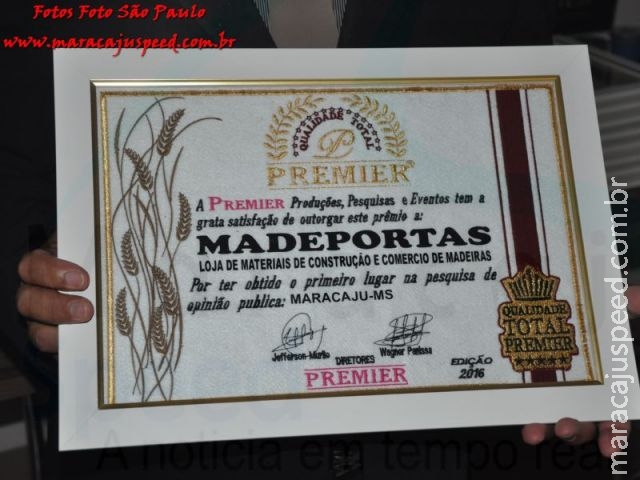 Fotos Foto São Paulo
www.maracajuspeed.com.br
QUALIDADE TOTAL
P
PREMIER
A PREMIER Produções, Pesquisas e Eventos tem a
grata satisfação de outorgar este prêmio a:
MADEPORTAS
LOJA DE MATERIAIS DE CONSTRUÇÃO E COMERCIO DE MADEIRAS
Por ter obtido o primeiro lugar na pesquisa de
opinião publica: MARACAJU-MS
Jefferson Murilo DIRETORES Wagner Parissa
EDIÇÃO
2016
PREMIER
QUALIDADE
TOTAL
PREMIER
maracajuspeed.com.br
A notícia em tempo real